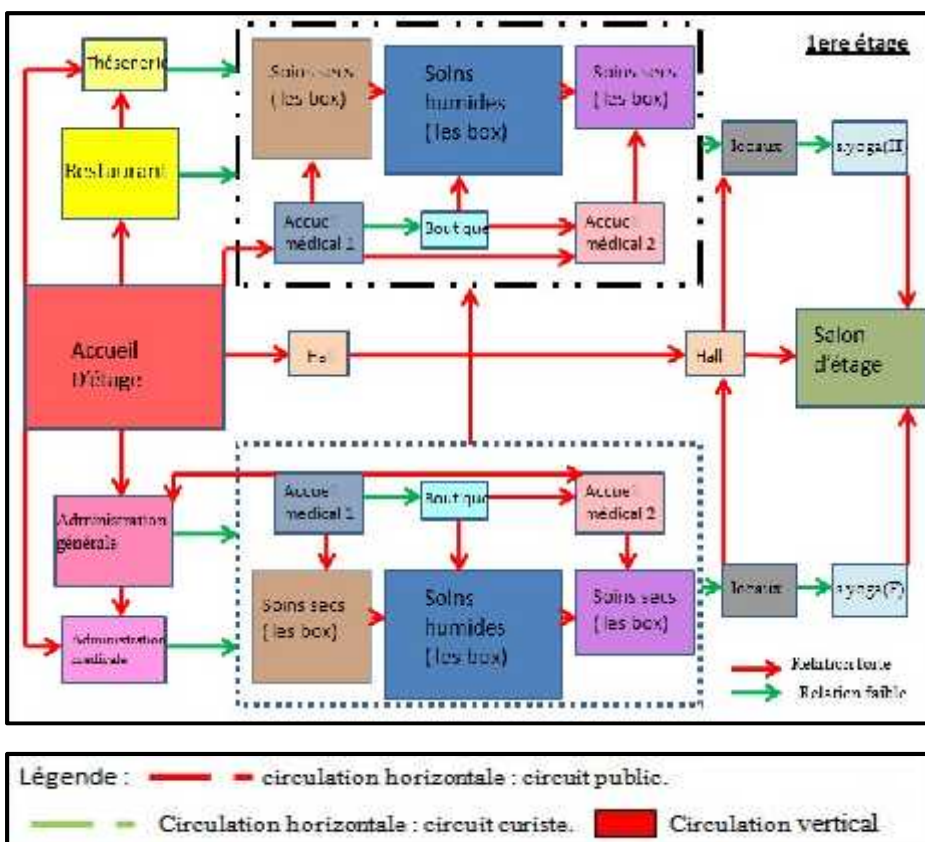 1ere étage
Théserie
Restaurant
Soins secs
(les box)
Soins
humides
(les box)
Soins secs
(les box)
Accueil
médical 1
Boutique
Accueil
médical 2
locaux
s.yoga(H)
Accueil
D'étage
Hall
Hall
Salon
d'étage
Administration
générale
Administration
médicale
Accueil
médical 1
Boutique
Accueil
médical 2
Soins secs
(les box)
Soins
humides
(les box)
Soins secs
(les box)
locaux
s.yoga(F)
Relation forte
Relation faible
Légende : circulation horizontale : circuit public.
Circulation horizontale : circuit curiste. Circulation vertical